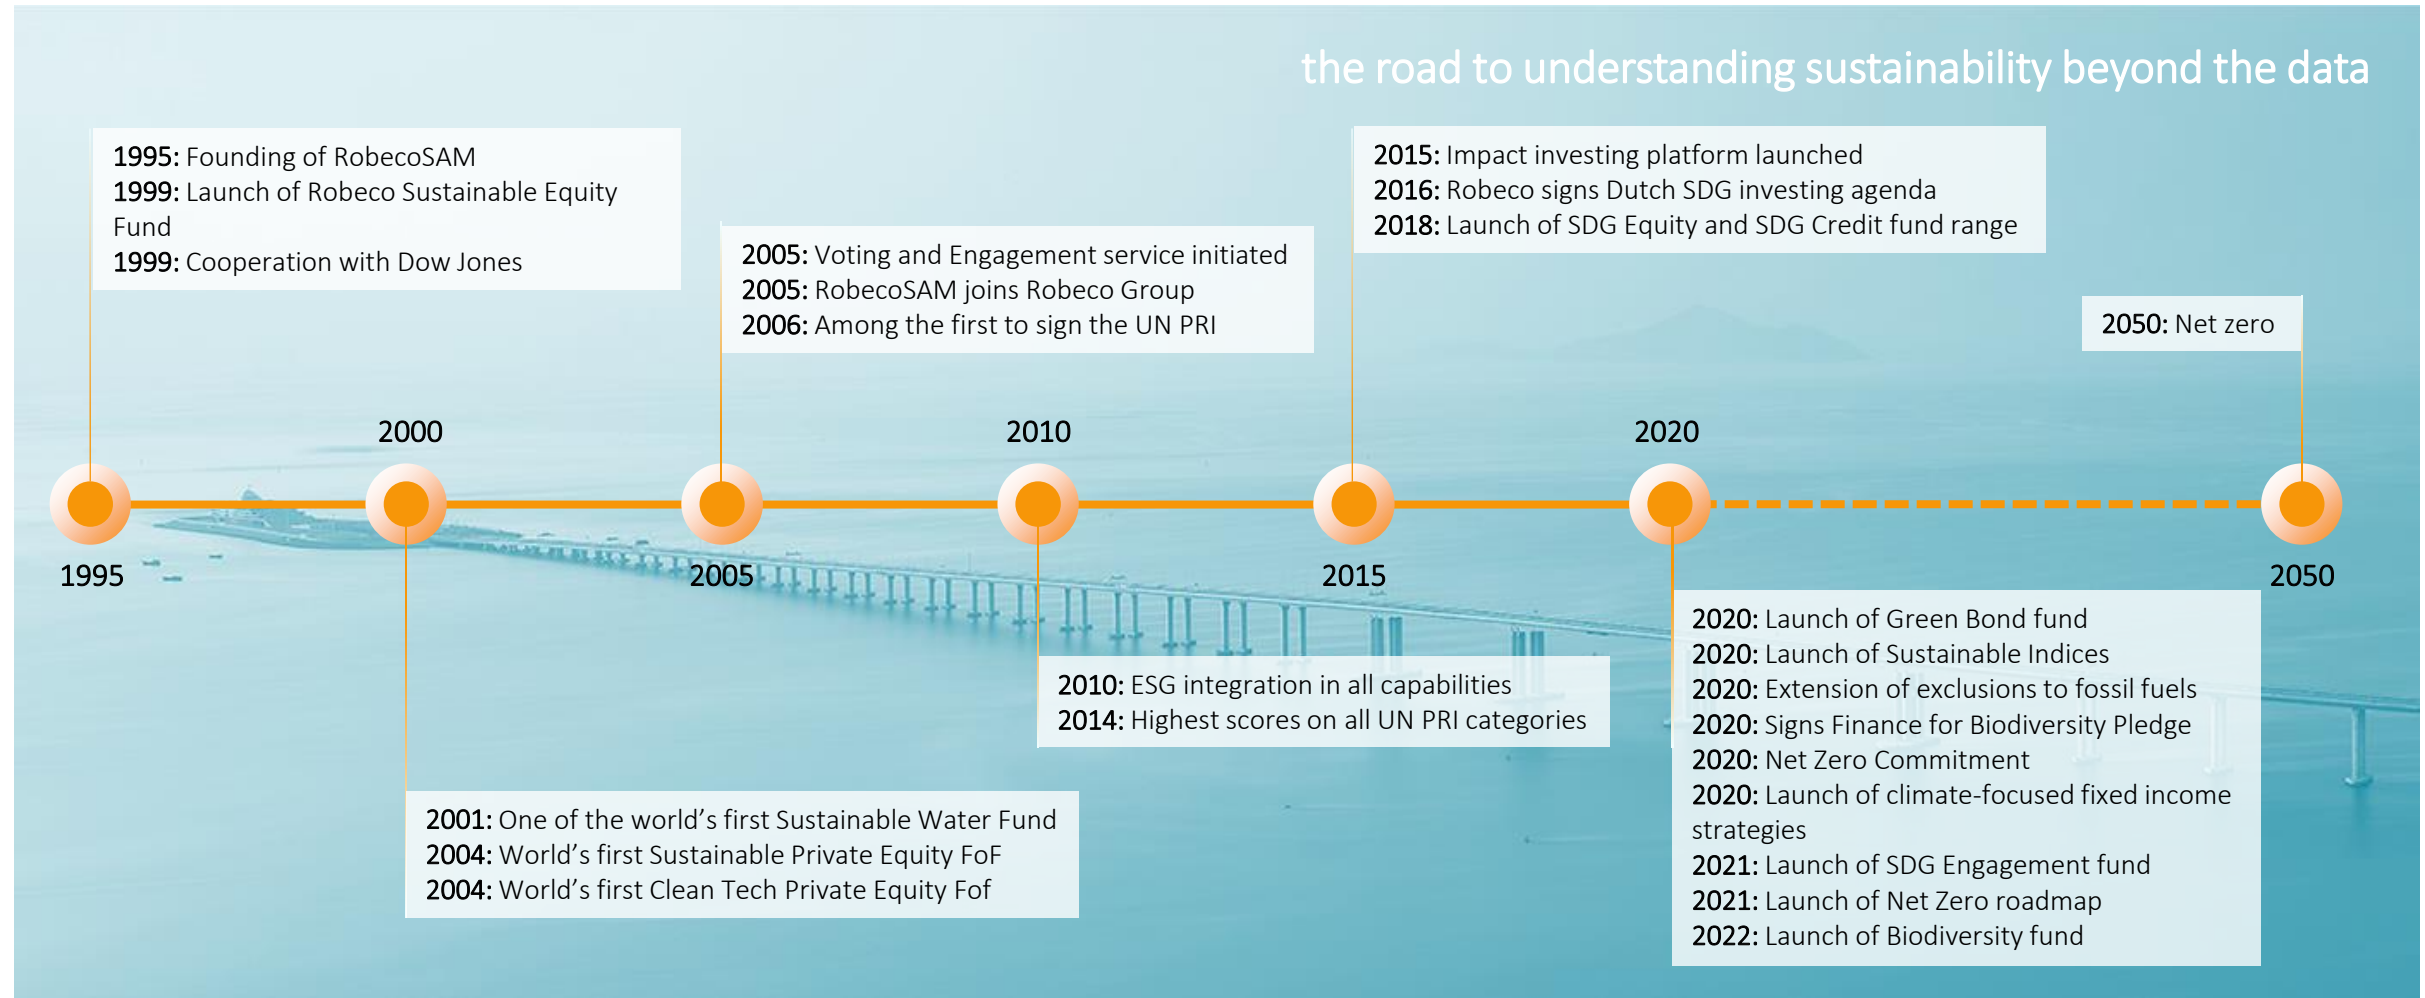 the road to understanding sustainability beyond the data
1995: Founding of RobecoSAM
1999: Launch of Robeco Sustainable Equity
Fund
1999: Cooperation with Dow Jones
2005: Voting and Engagement service initiated
2005: RobecoSAM joins Robeco Group
2006: Among the first to sign the UN PRI
2015: Impact investing platform launched
2016: Robeco signs Dutch SDG investing agenda
2018: Launch of SDG Equity and SDG Credit fund range
2050: Net zero
2000
2010
2020
1995
2005
2015
2050
2001: One of the world’s first Sustainable Water Fund
2004: World’s first Sustainable Private Equity FoF
2004: World’s first Clean Tech Private Equity Fof
2010: ESG integration in all capabilities
2014: Highest scores on all UN PRI categories
2020: Launch of Green Bond fund
2020: Launch of Sustainable Indices
2020: Extension of exclusions to fossil fuels
2020: Signs Finance for Biodiversity Pledge
2020: Net Zero Commitment
2020: Launch of climate-focused fixed income
strategies
2021: Launch of SDG Engagement fund
2021: Launch of Net Zero roadmap
2022: Launch of Biodiversity fund